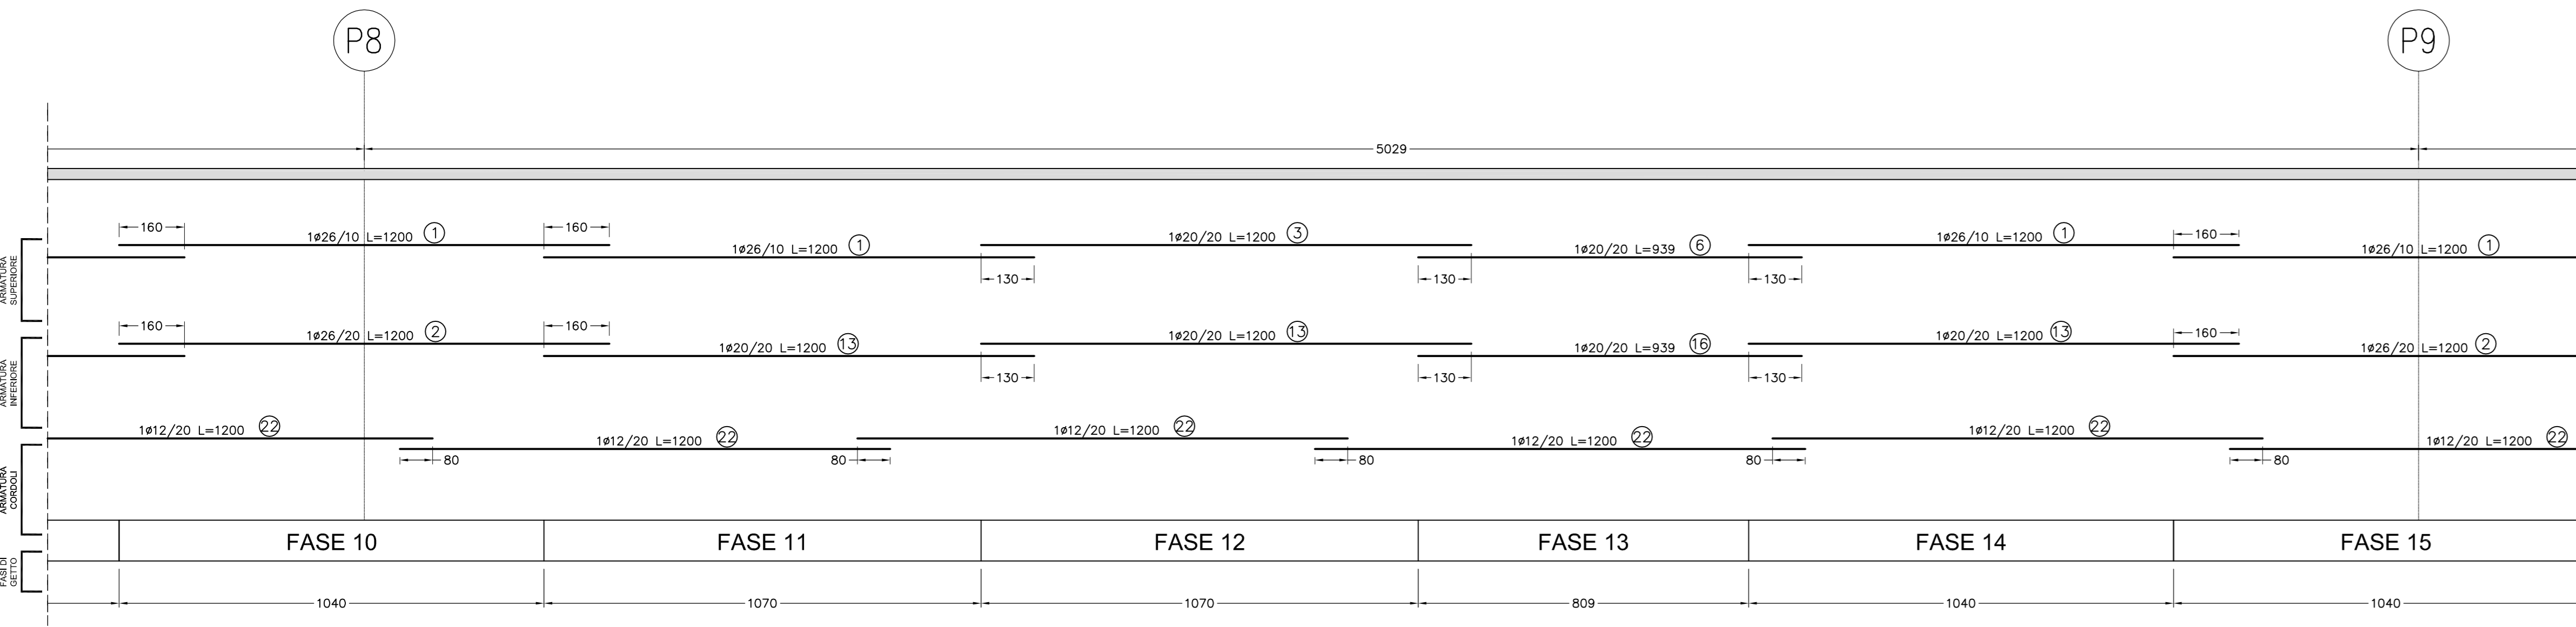 P8 P9
5029
160 160 160
1ø26/10 L=1200 1 1ø20/20 L=1200 3 1ø26/10 L=1200 1
1ø26/10 L=1200 1 1ø20/20 L=939 6 1ø26/10 L=1200 1
ARMATURA
SUPERIORE
130 130 130
160 160 160
1ø26/20 L=1200 2 1ø20/20 L=1200 13 1ø20/20 L=1200 13
1ø20/20 L=1200 13 1ø20/20 L=939 16 1ø26/20 L=1200 2
ARMATURA
INFERIORE
130 130 130
1ø12/20 L=1200 22 1ø12/20 L=1200 22 1ø12/20 L=1200 22
1ø12/20 L=1200 22 1ø12/20 L=1200 22 1ø12/20 L=1200 22
80 80 80 80 80
ARMATURA
CORDOLI
FASE 10 FASE 11 FASE 12 FASE 13 FASE 14 FASE 15
FASI DI
GETTO
1040 1070 1070 809 1040 1040